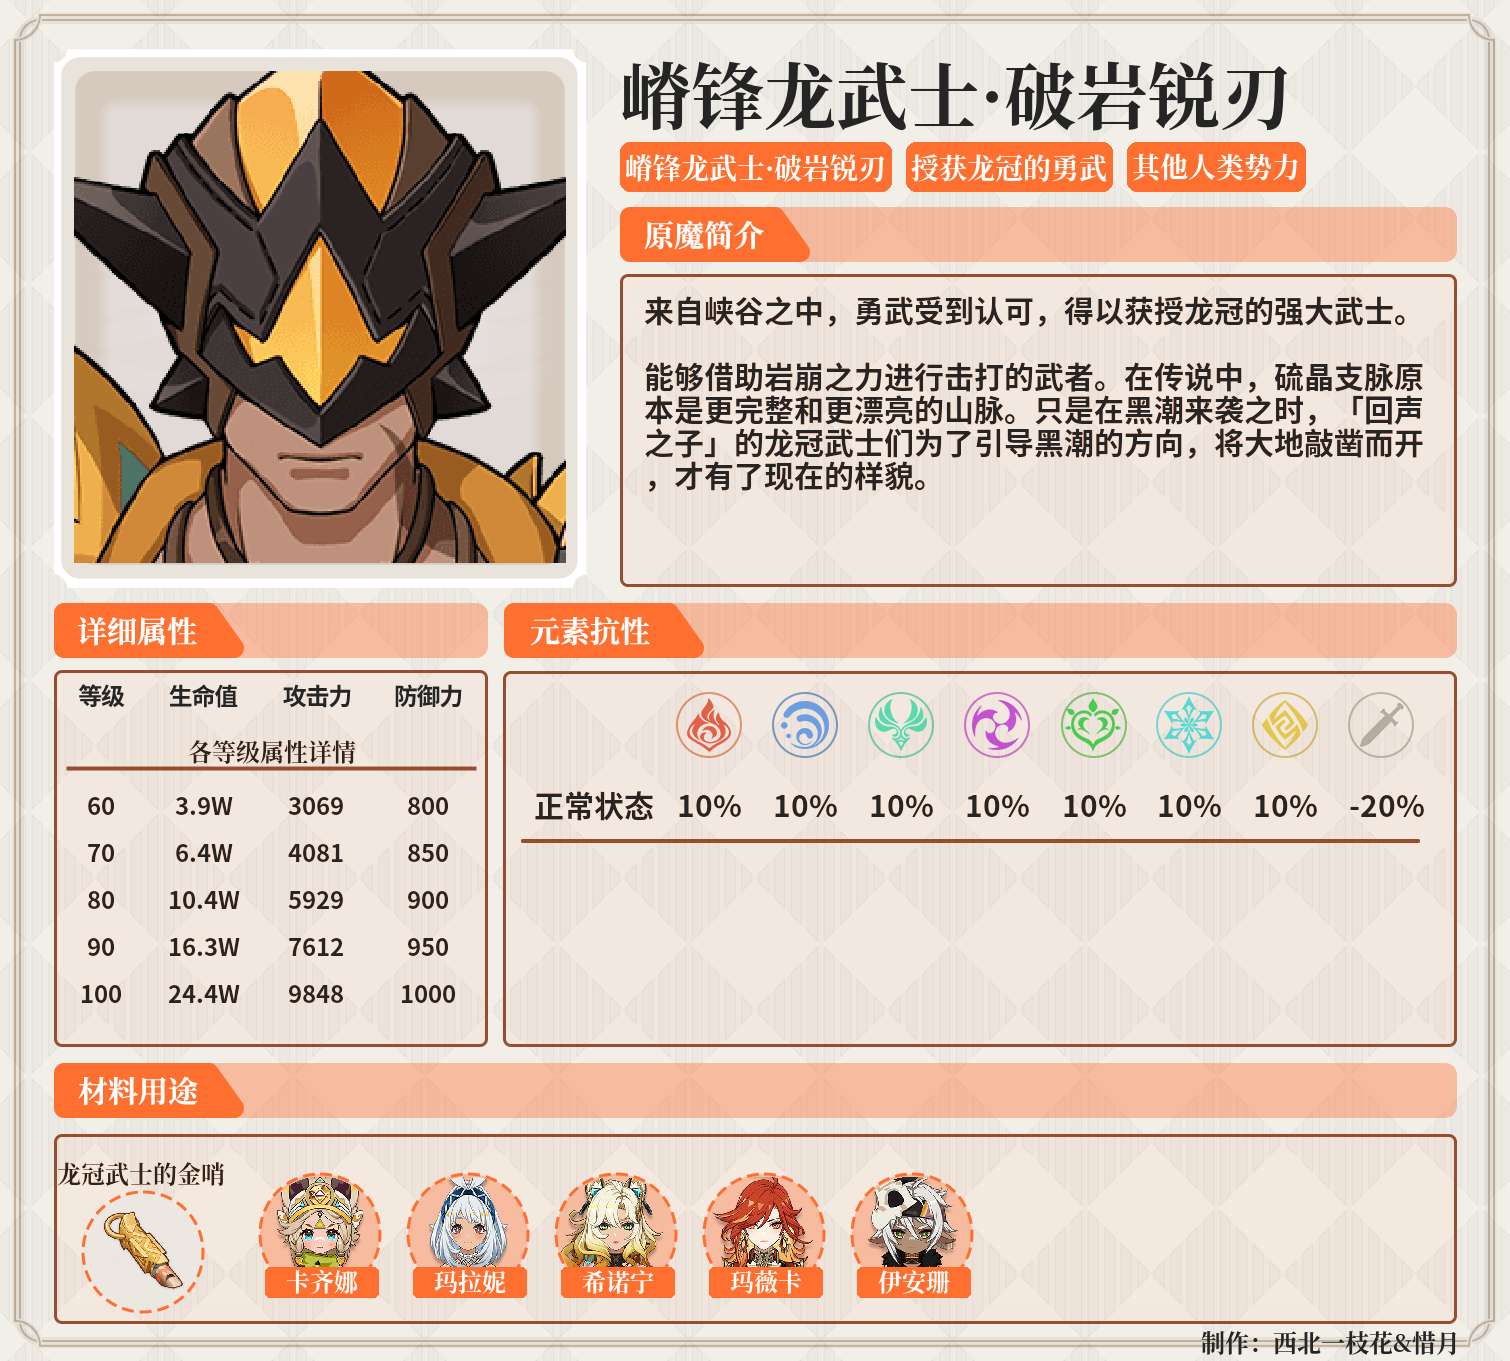 嵴锋龙武士·破岩锐刃
嵴锋龙武士·破岩锐刃 授获龙冠的勇武 其他人类势力
原魔简介
来自峡谷之中，勇武受到认可，得以获授龙冠的强大武士。
能够借助岩崩之力进行击打的武者。在传说中，硫晶支脉原
本是更完整和更漂亮的山脉。只是在黑潮来袭之时，「回声
之子」的龙冠武士们为了引导黑潮的方向，将大地敲凿而开
，才有了现在的样貌。
详细属性 元素抗性
等级 生命值 攻击力 防御力
各等级属性详情
60 3.9W 3069 800
70 6.4W 4081 850
80 10.4W 5929 900
90 16.3W 7612 950
100 24.4W 9848 1000
正常状态 10% 10% 10% 10% 10% 10% 10% -20%
材料用途
龙冠武士的金哨
卡齐娜 玛拉妮 希诺宁 玛薇卡 伊安珊
制作：西北一枝花&惜月